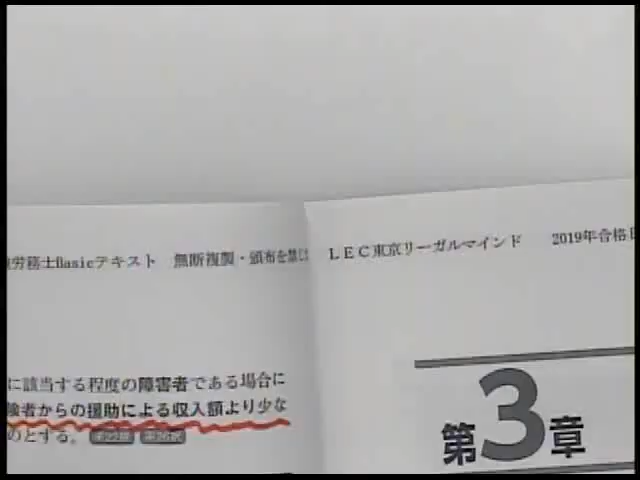 労務士Basicテキスト 無断複製・頒布を禁じ
に該当する程度の障害者である場合に
険者からの援助による収入額より少な
のとする。
LEC東京リーガルマインド 2019年合格
第3章